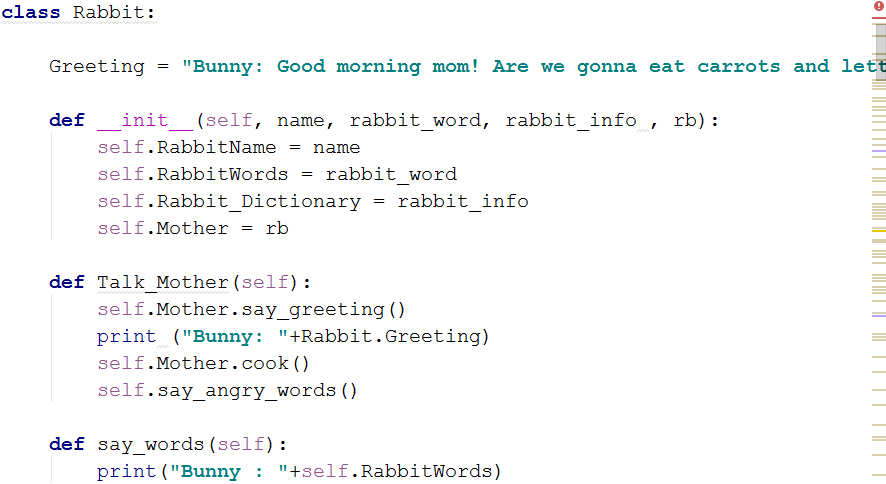 class Rabbit:
Greeting = "Bunny: Good morning mom! Are we gonna eat carrots and lett
def __init__(self, name, rabbit_word, rabbit_info , rb):
self.RabbitName = name
self.RabbitWords = rabbit_word
self.Rabbit_Dictionary = rabbit_info
self.Mother = rb
def Talk_Mother(self):
self.Mother.say_greeting()
print ("Bunny: "+Rabbit.Greeting)
self.Mother.cook()
self.say_angry_words()
def say_words(self):
print("Bunny : "+self.RabbitWords)